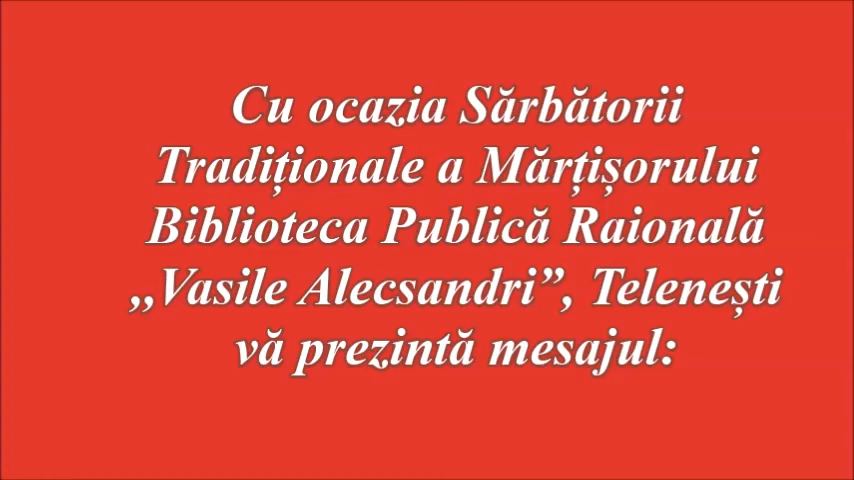 Cu ocazia Sărbătorii
Tradiționale a Mărțișorului
Biblioteca Publică Raională
,,Vasile Alecsandri”, Telenești
vă prezintă mesajul: